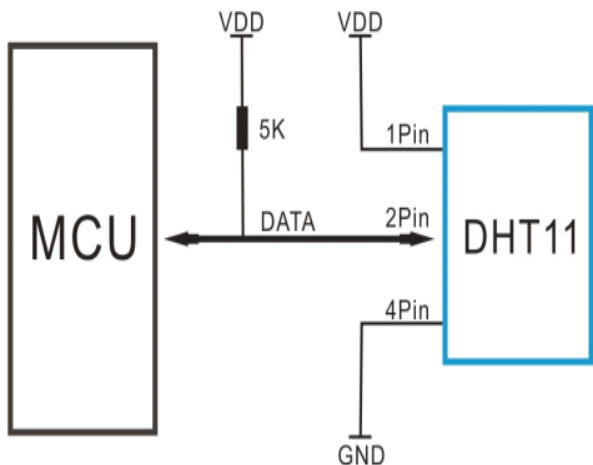 VDD
VDD
5K
1Pin
MCU
DATA
2Pin
DHT11
4Pin
GND